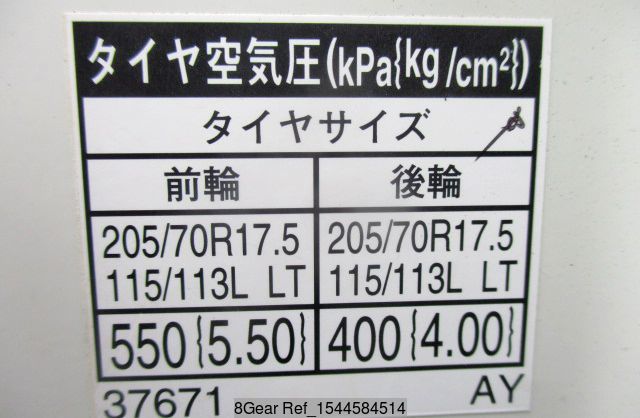 タイヤ空気圧(kPa{kg/cm²})
タイヤサイズ
前輪 後輪
205/70R17.5 205/70R17.5
115/113L LT 115/113L LT
550{5.50} 400{4.00}
37671 AY
8Gear Ref_1544584514